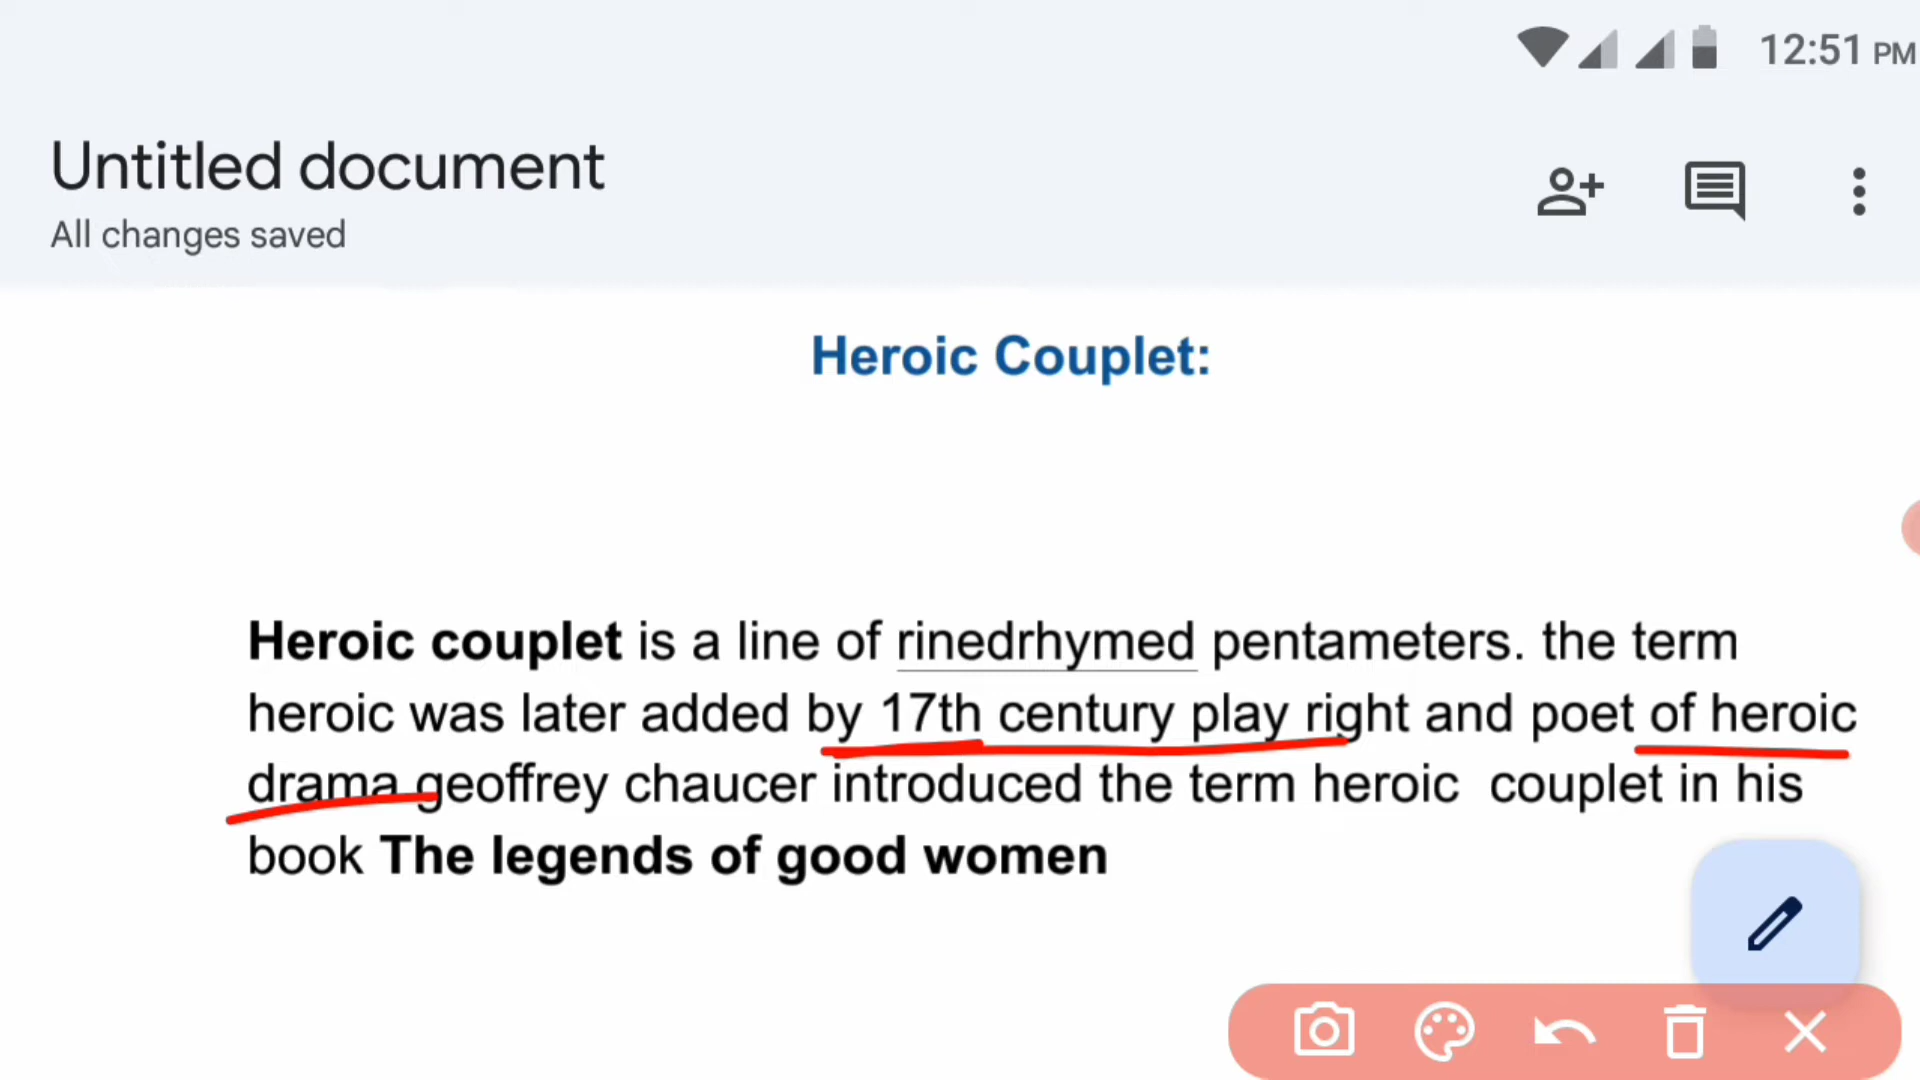 12:51 PM
Untitled document
All changes saved
Heroic Couplet:
Heroic couplet is a line of rinedrhymed pentameters. the term
heroic was later added by 17th century play right and poet of heroic
drama geoffrey chaucer introduced the term heroic  couplet in his
book The legends of good women